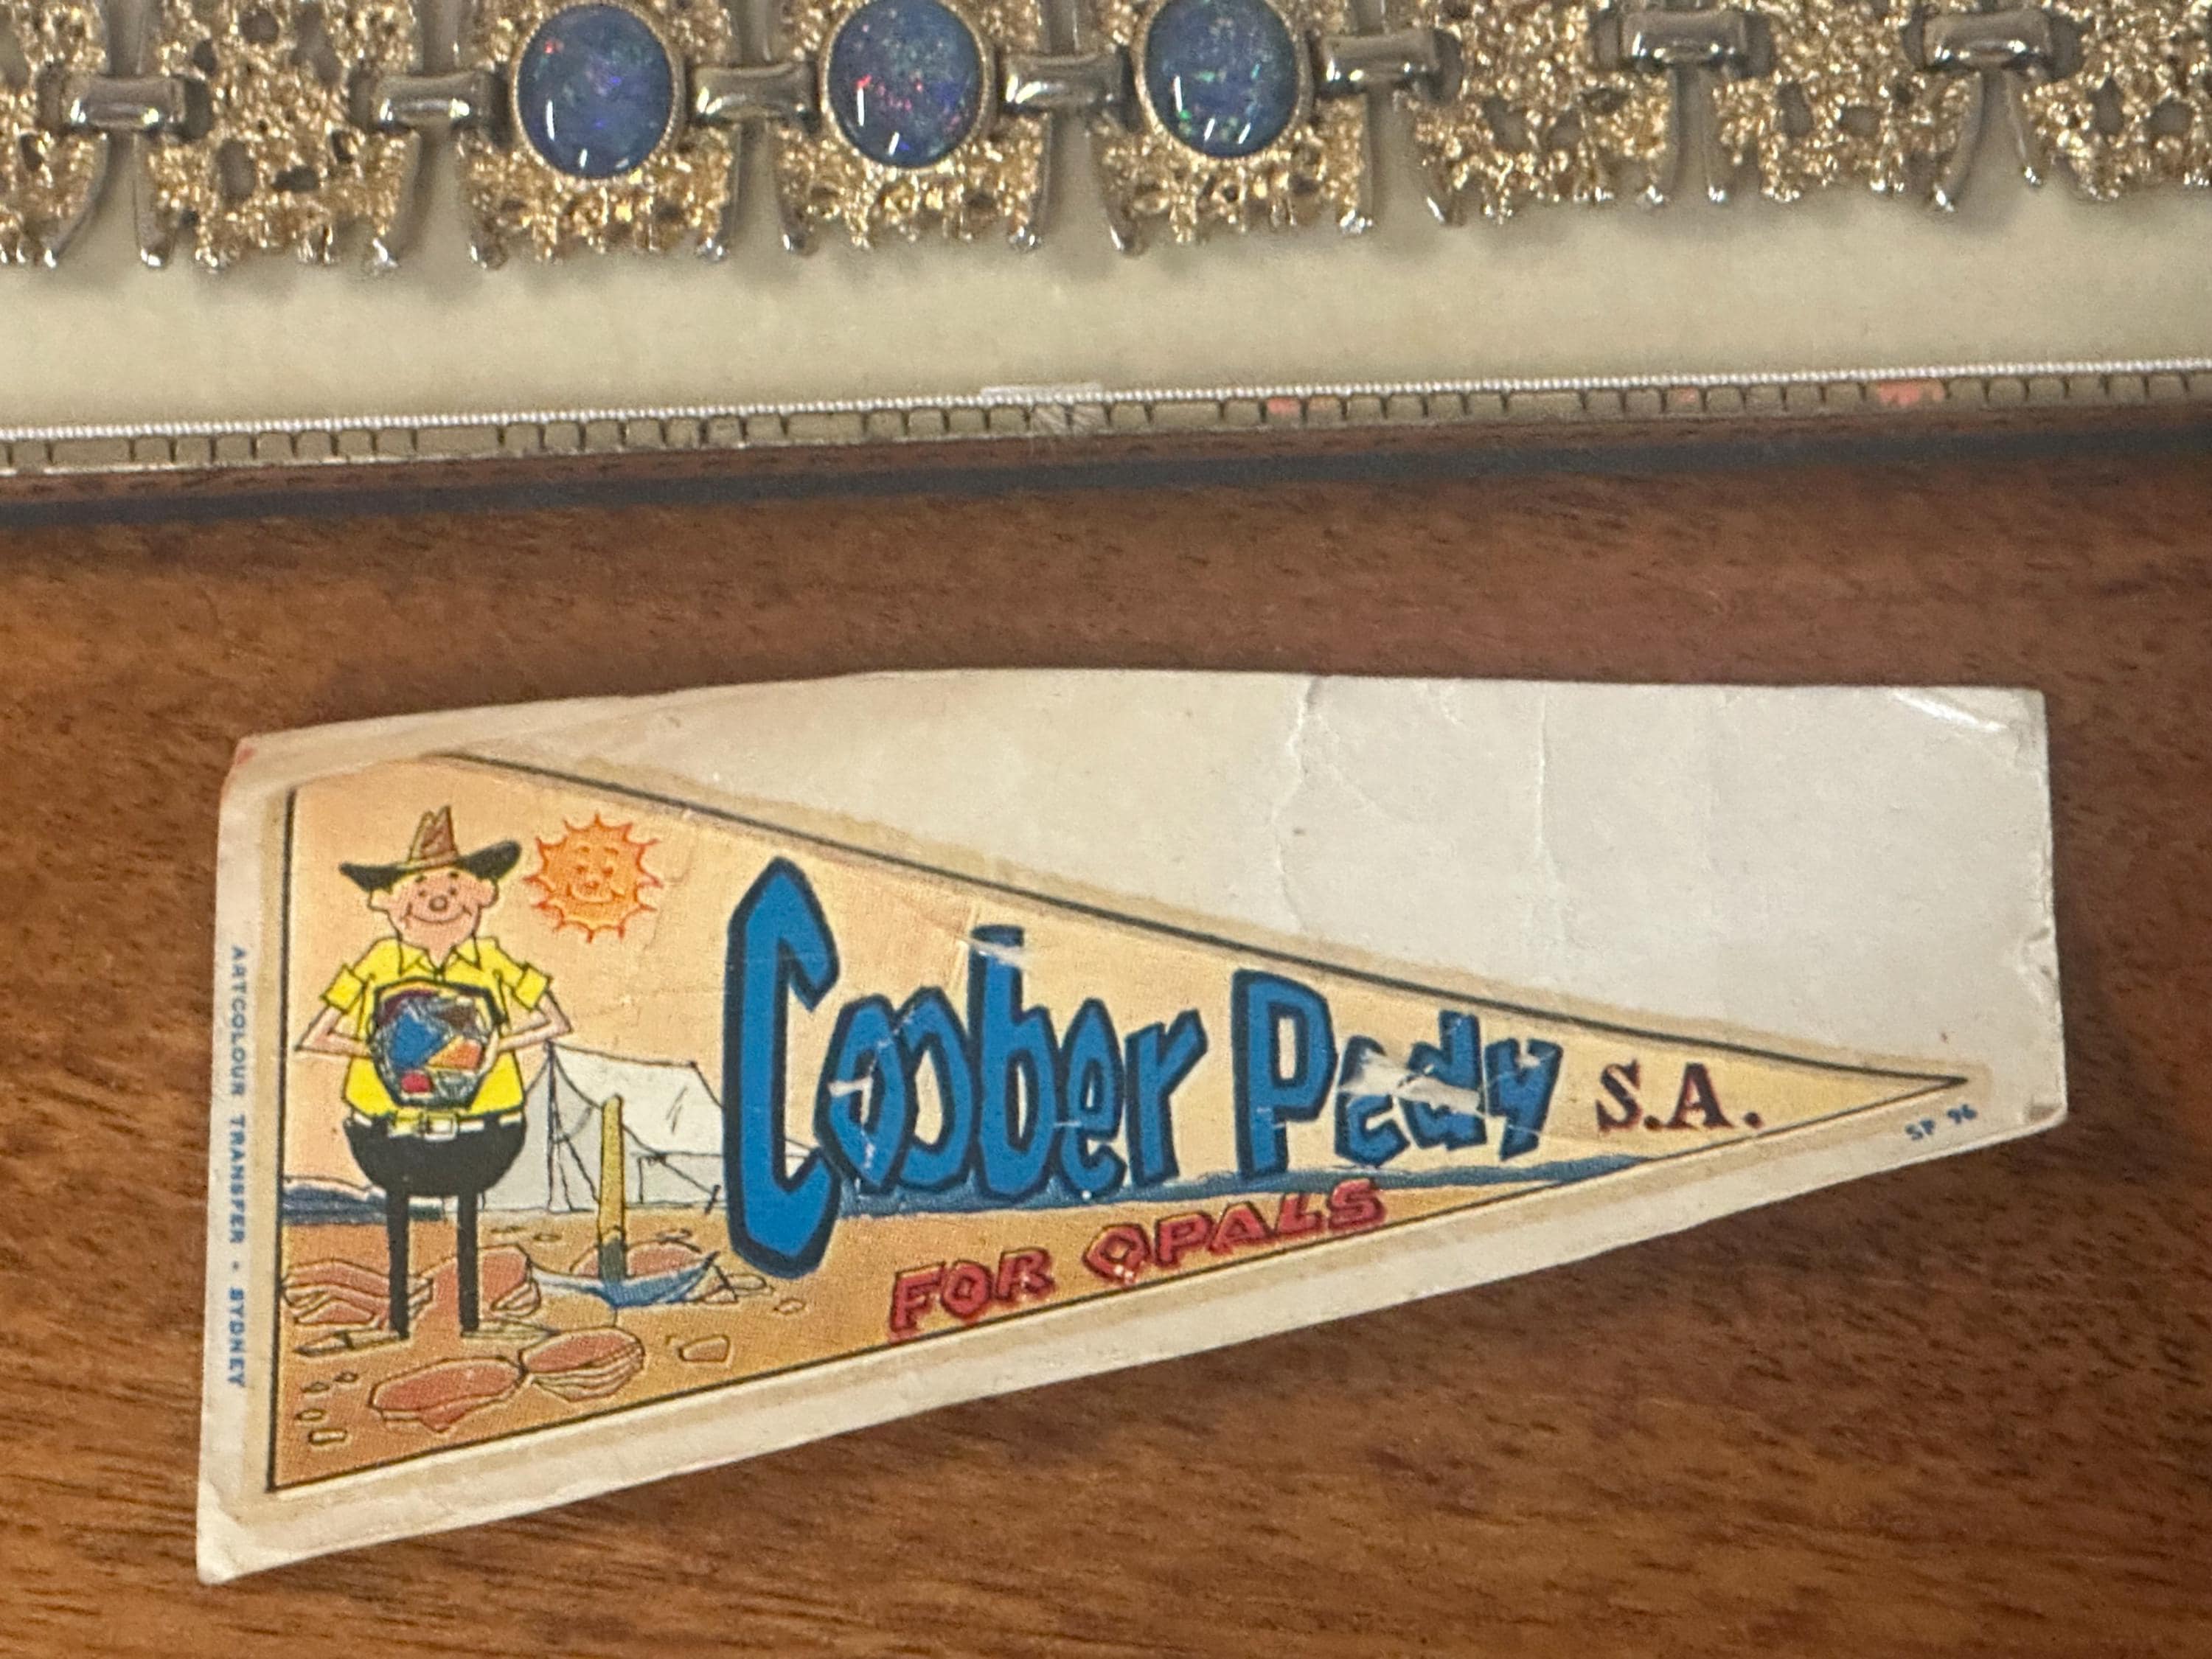 Coober Pedy S.A.
FOR OPALS
ARTCOLOUR TRANSFER • SYDNEY
SP 96